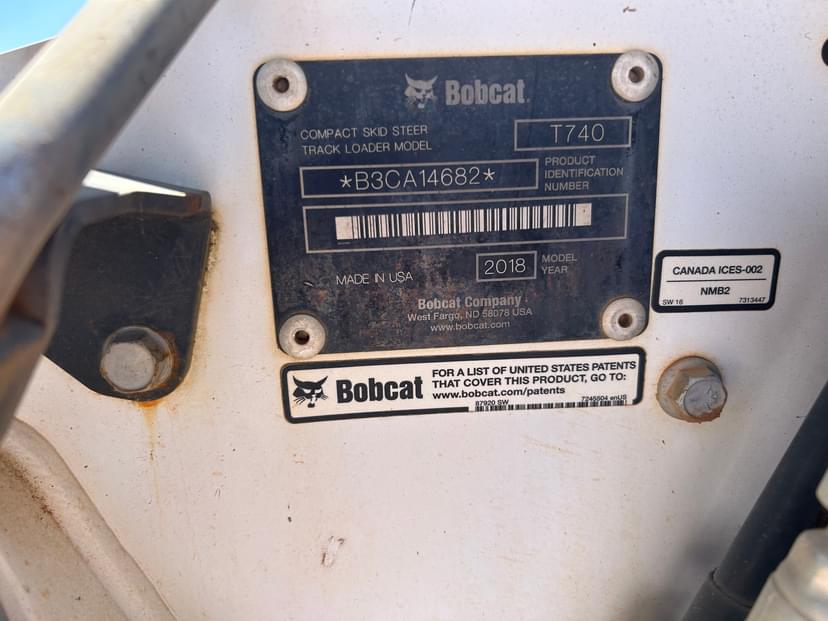 Bobcat.
COMPACT SKID STEER
TRACK LOADER MODEL
T740
*B3CA14682*
PRODUCT
IDENTIFICATION
NUMBER
MADE IN USA
2018
MODEL
YEAR
Bobcat Company
West Fargo, ND 58078 USA
www.bobcat.com
CANADA ICES-002
NMB2
SW 16 7313447
Bobcat
FOR A LIST OF UNITED STATES PATENTS
THAT COVER THIS PRODUCT, GO TO:
www.bobcat.com/patents
87920 SW 7245504 enUS